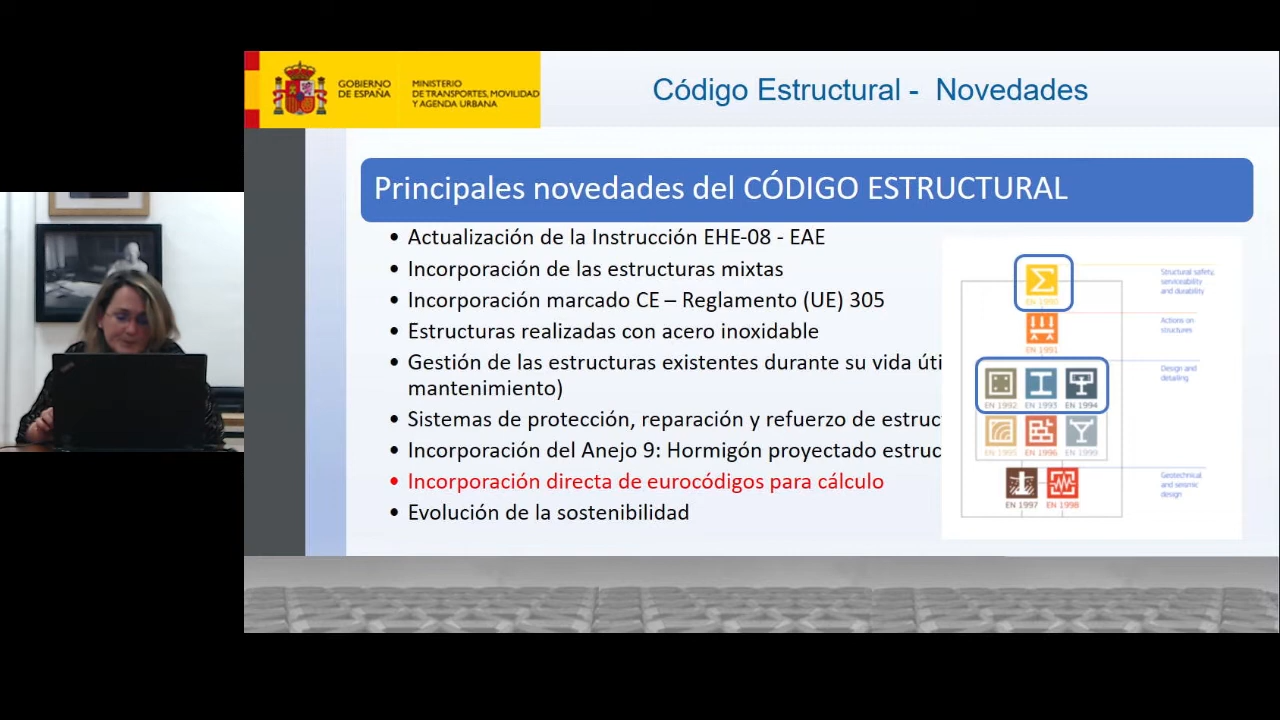 GOBIERNO
DE ESPAÑA
MINISTERIO
DE TRANSPORTES, MOVILIDAD
Y AGENDA URBANA
Código Estructural - Novedades
Principales novedades del CÓDIGO ESTRUCTURAL
• Actualización de la Instrucción EHE-08 - EAE
• Incorporación de las estructuras mixtas
• Incorporación marcado CE – Reglamento (UE) 305
• Estructuras realizadas con acero inoxidable
• Gestión de las estructuras existentes durante su vida úti
mantenimiento)
• Sistemas de protección, reparación y refuerzo de estruc
• Incorporación del Anejo 9: Hormigón proyectado estruc
• Incorporación directa de eurocódigos para cálculo
• Evolución de la sostenibilidad
Σ
EN 1990
Structural safety,
serviceability
and durability
EN 1991
Actions on
structures
EN 1992 EN 1993 EN 1994
Design and
detailing
EN 1995 EN 1996 EN 1999
EN 1997 EN 1998
Geotechnical
and seismic
design